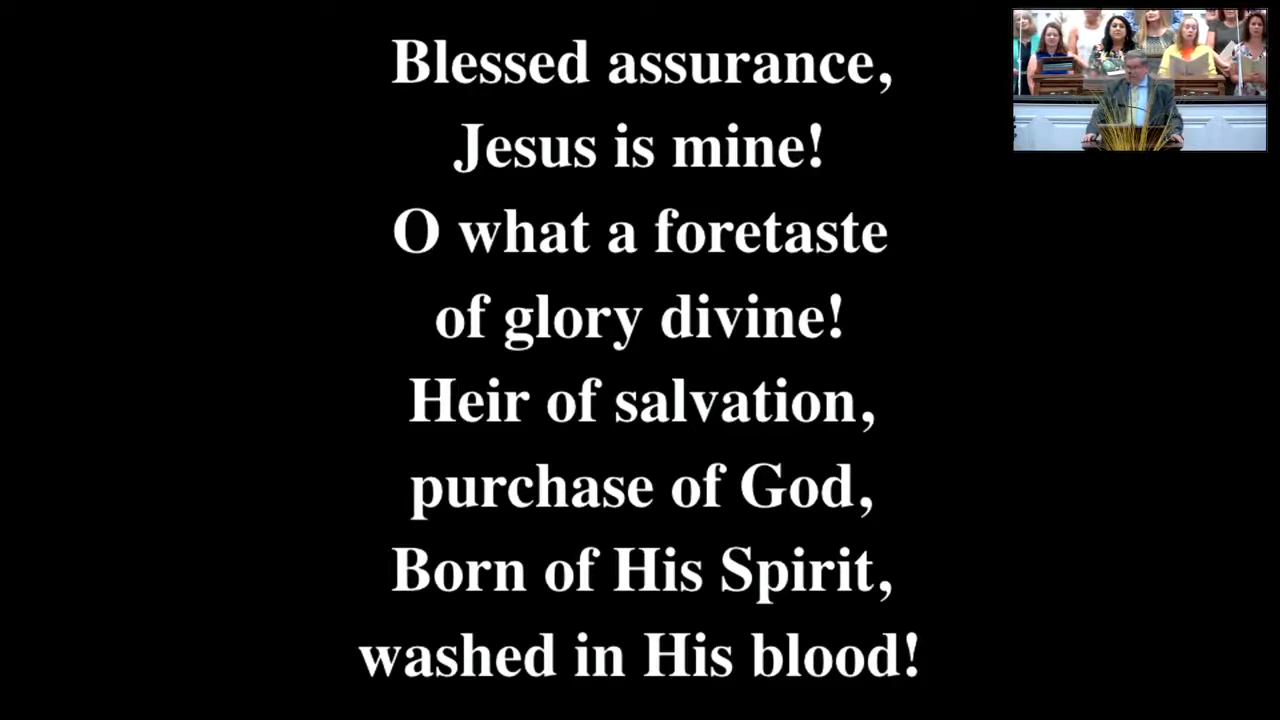 Blessed assurance,
Jesus is mine!
O what a foretaste
of glory divine!
Heir of salvation,
purchase of God,
Born of His Spirit,
washed in His blood!